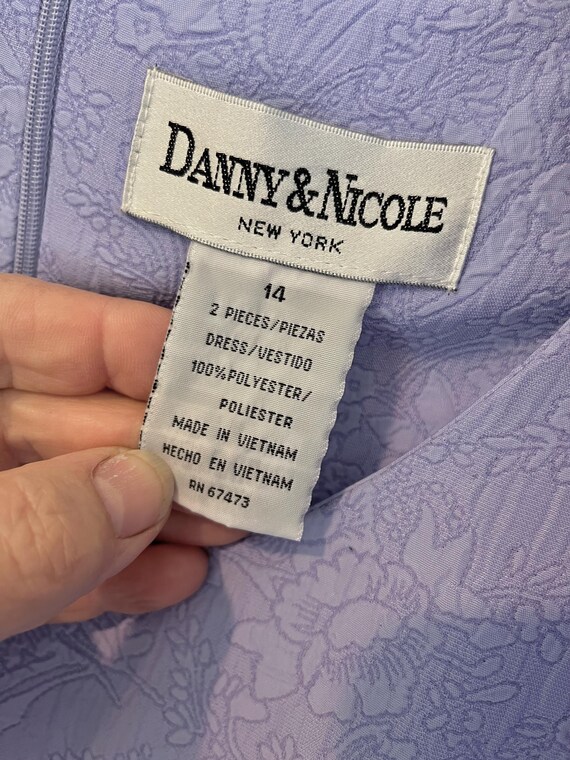 DANNY&NICOLE
NEW YORK
14
2 PIECES/PIEZAS
DRESS/VESTIDO
100%POLYESTER/
POLIESTER
MADE IN VIETNAM
HECHO EN VIETNAM
RN 67473